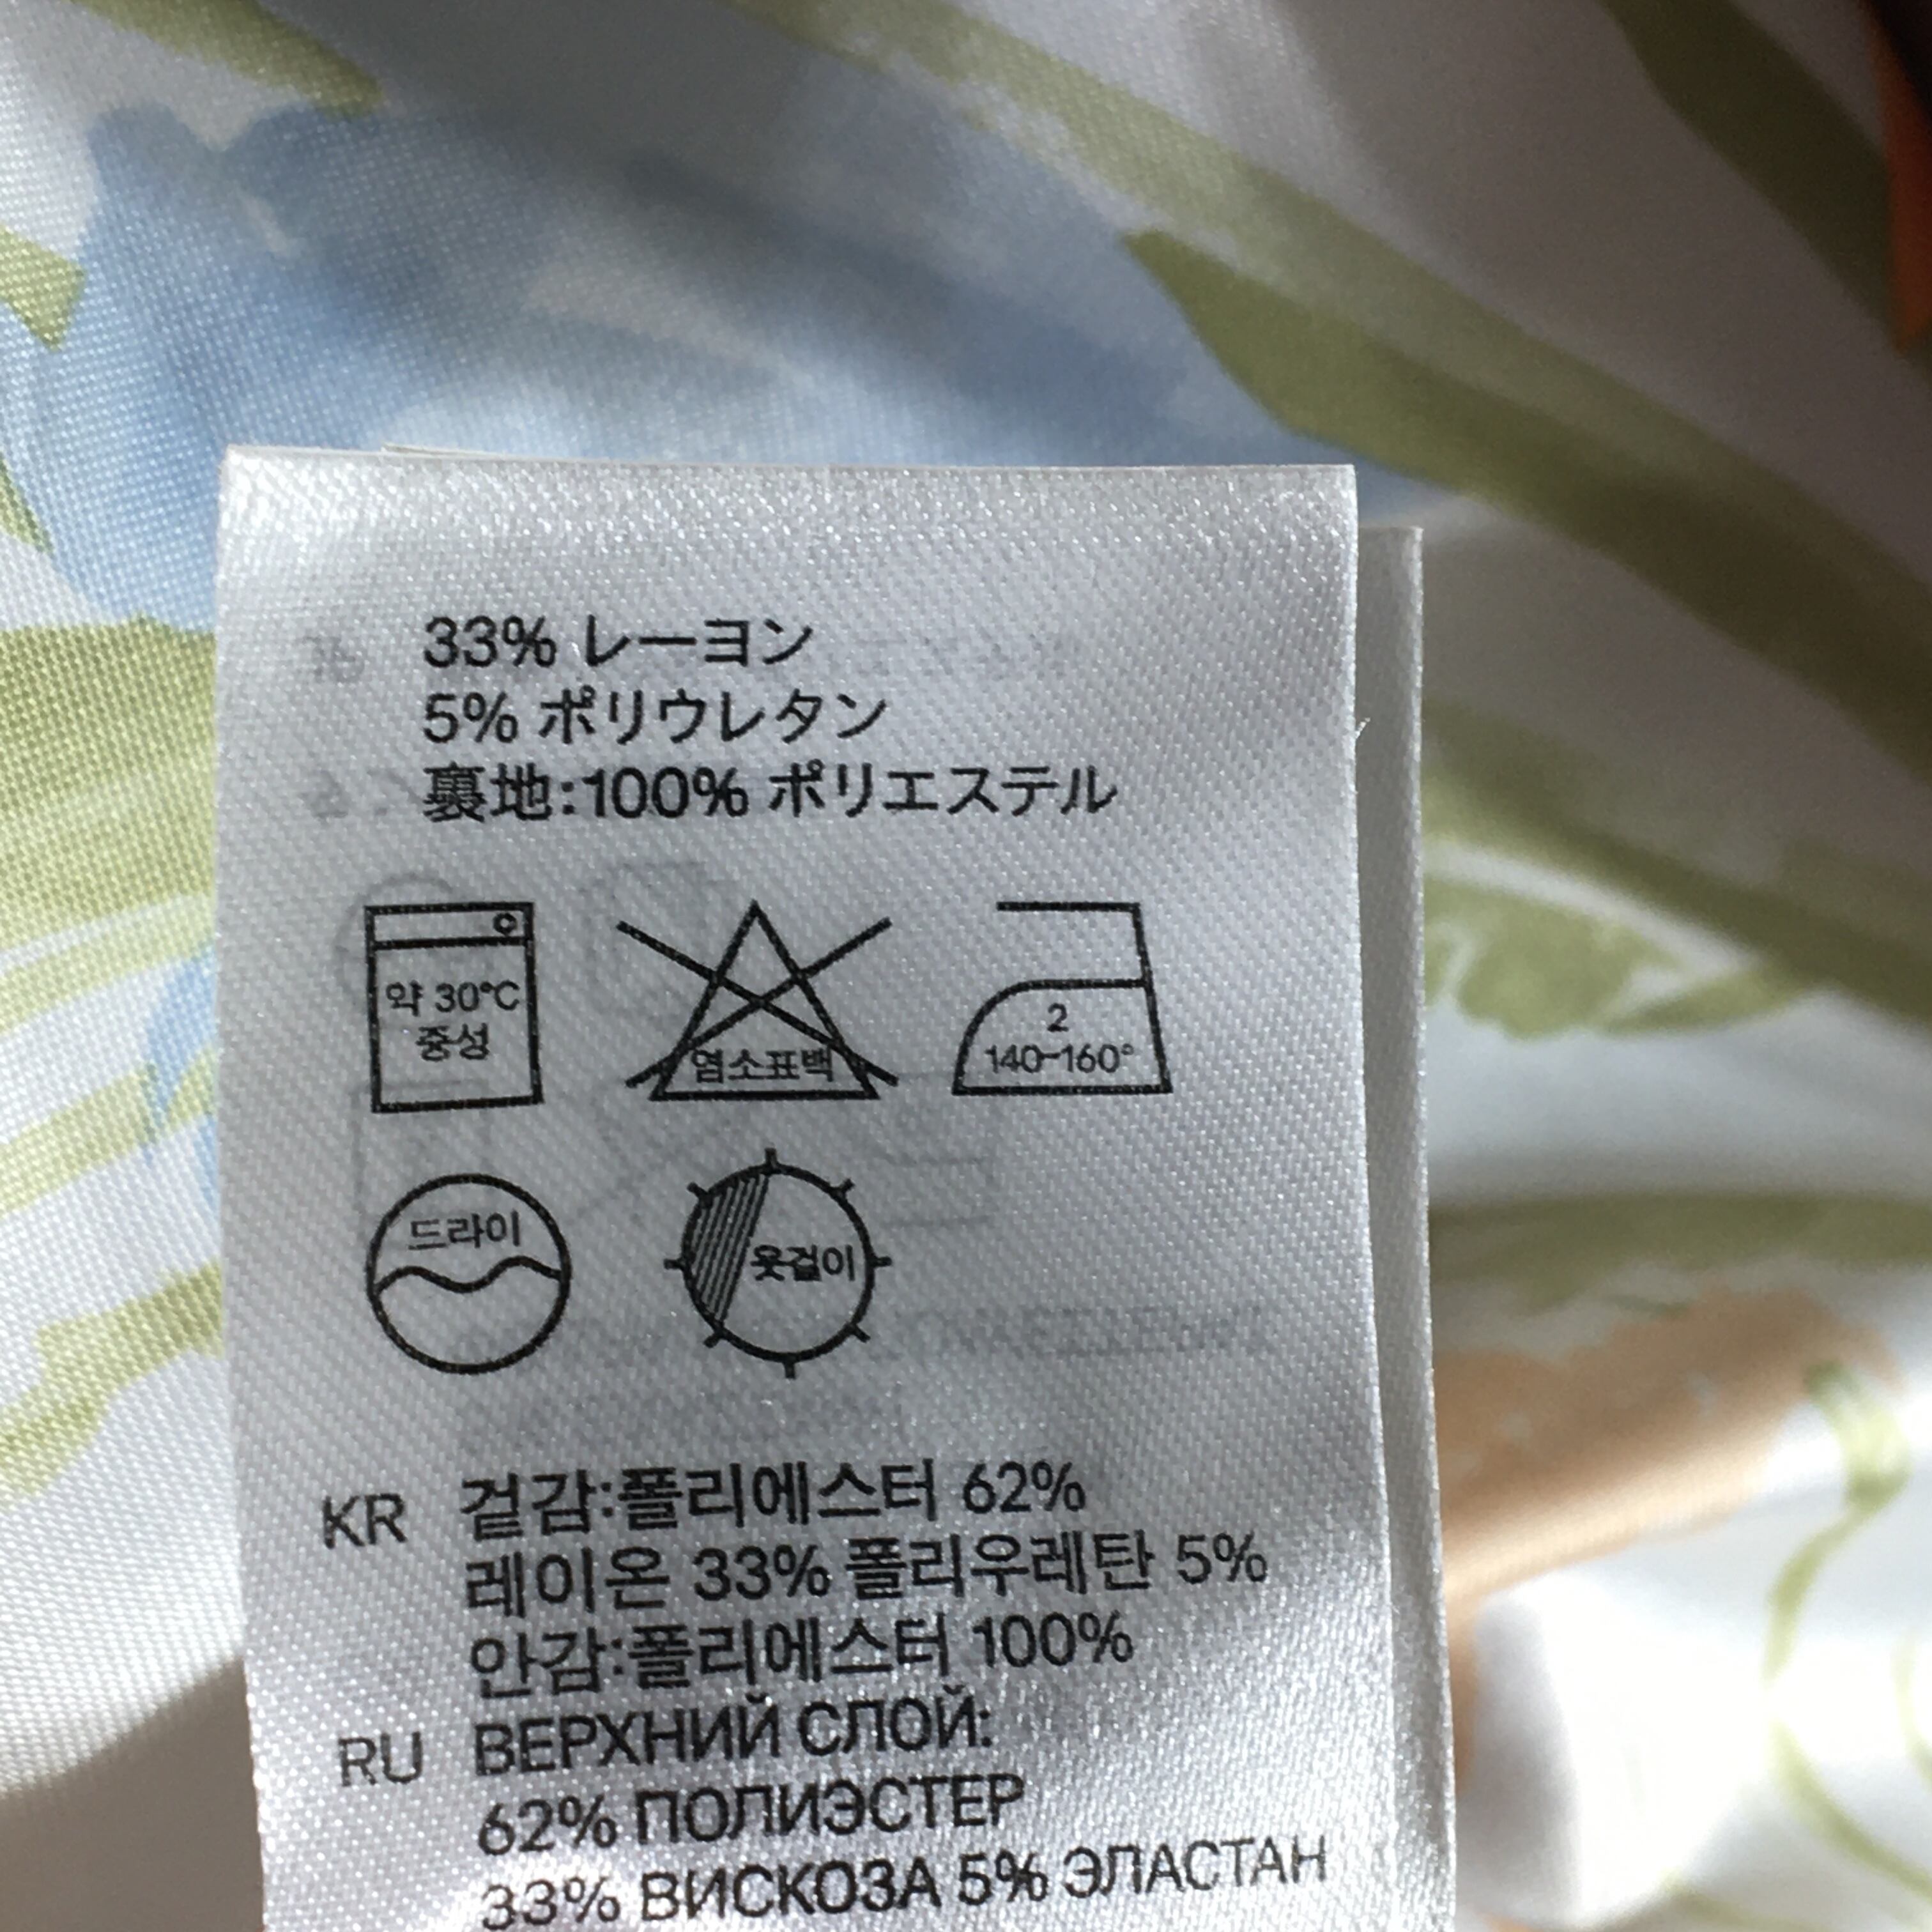 33% レーヨン
5% ポリウレタン
裏地:100% ポリエステル
약 30°C
중성
염소표백
2
140-160°
드라이
옷걸이
KR 겉감:폴리에스터 62%
레이온 33% 폴리우레탄 5%
안감:폴리에스터 100%
RU ВЕРХНИЙ СЛОЙ:
62% ПОЛИЭСТЕР
33% ВИСКОЗА 5% ЭЛАСТАН